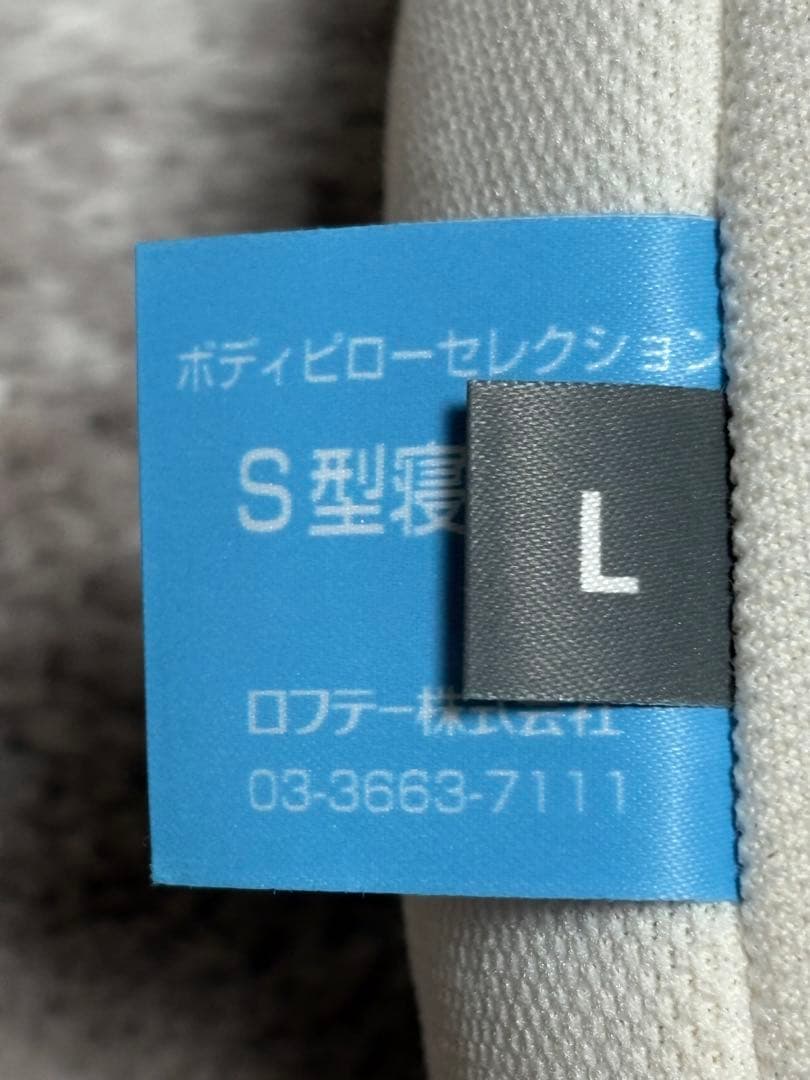 ボディピローセレクション
S型寝
L
ロフテー株式会社
03-3663-7111